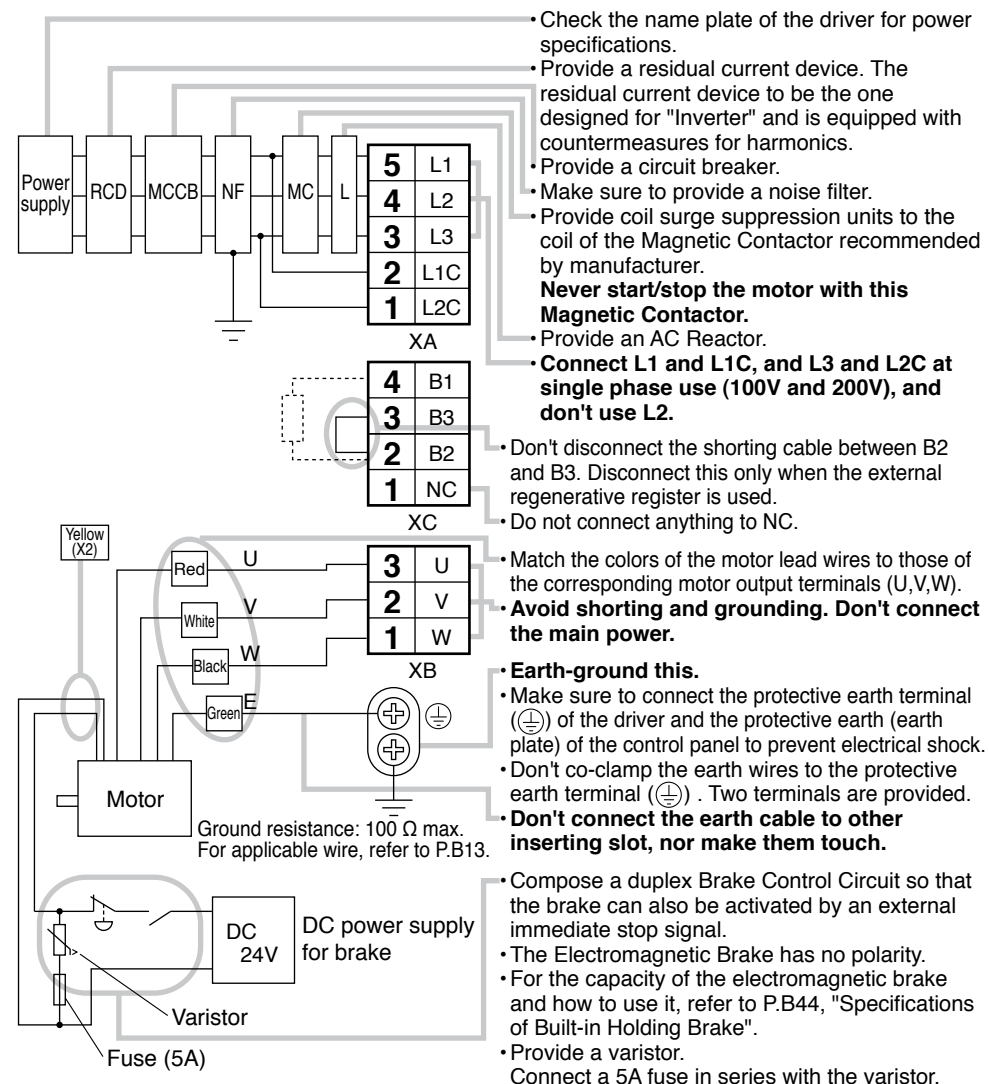 • Check the name plate of the driver for power
specifications.
• Provide a residual current device. The
residual current device to be the one
designed for "Inverter" and is equipped with
countermeasures for harmonics.
• Provide a circuit breaker.
• Make sure to provide a noise filter.
• Provide coil surge suppression units to the
coil of the Magnetic Contactor recommended
by manufacturer.
Never start/stop the motor with this
Magnetic Contactor.
• Provide an AC Reactor.
• Connect L1 and L1C, and L3 and L2C at
single phase use (100V and 200V), and
don't use L2.
Power
supply
RCD
MCCB
NF
MC
L
5 L1
4 L2
3 L3
2 L1C
1 L2C
XA
4 B1
3 B3
2 B2
1 NC
XC
• Don't disconnect the shorting cable between B2
and B3. Disconnect this only when the external
regenerative register is used.
• Do not connect anything to NC.
Yellow
(X2)
Red
U
White
V
Black
W
Green
E
3 U
2 V
1 W
XB
• Match the colors of the motor lead wires to those of
the corresponding motor output terminals (U,V,W).
• Avoid shorting and grounding. Don't connect
the main power.
• Earth-ground this.
• Make sure to connect the protective earth terminal
(⏚) of the driver and the protective earth (earth
plate) of the control panel to prevent electrical shock.
• Don't co-clamp the earth wires to the protective
earth terminal (⏚) . Two terminals are provided.
• Don't connect the earth cable to other
inserting slot, nor make them touch.
Motor
Ground resistance: 100 Ω max.
For applicable wire, refer to P.B13.
DC
24V
DC power supply
for brake
Varistor
Fuse (5A)
• Compose a duplex Brake Control Circuit so that
the brake can also be activated by an external
immediate stop signal.
• The Electromagnetic Brake has no polarity.
• For the capacity of the electromagnetic brake
and how to use it, refer to P.B44, "Specifications
of Built-in Holding Brake".
• Provide a varistor.
Connect a 5A fuse in series with the varistor.